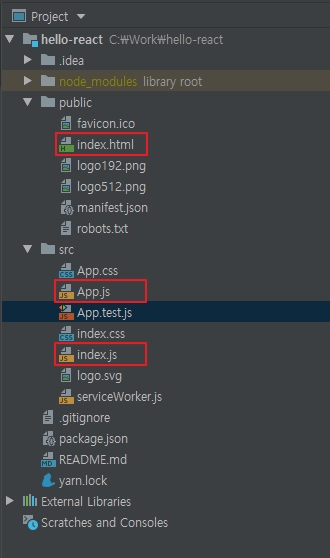 Project
hello-react C:₩Work₩hello-react
.idea
node_modules library root
public
favicon.ico
index.html
logo192.png
logo512.png
manifest.json
robots.txt
src
App.css
App.js
App.test.js
index.css
index.js
logo.svg
serviceWorker.js
.gitignore
package.json
README.md
yarn.lock
External Libraries
Scratches and Consoles